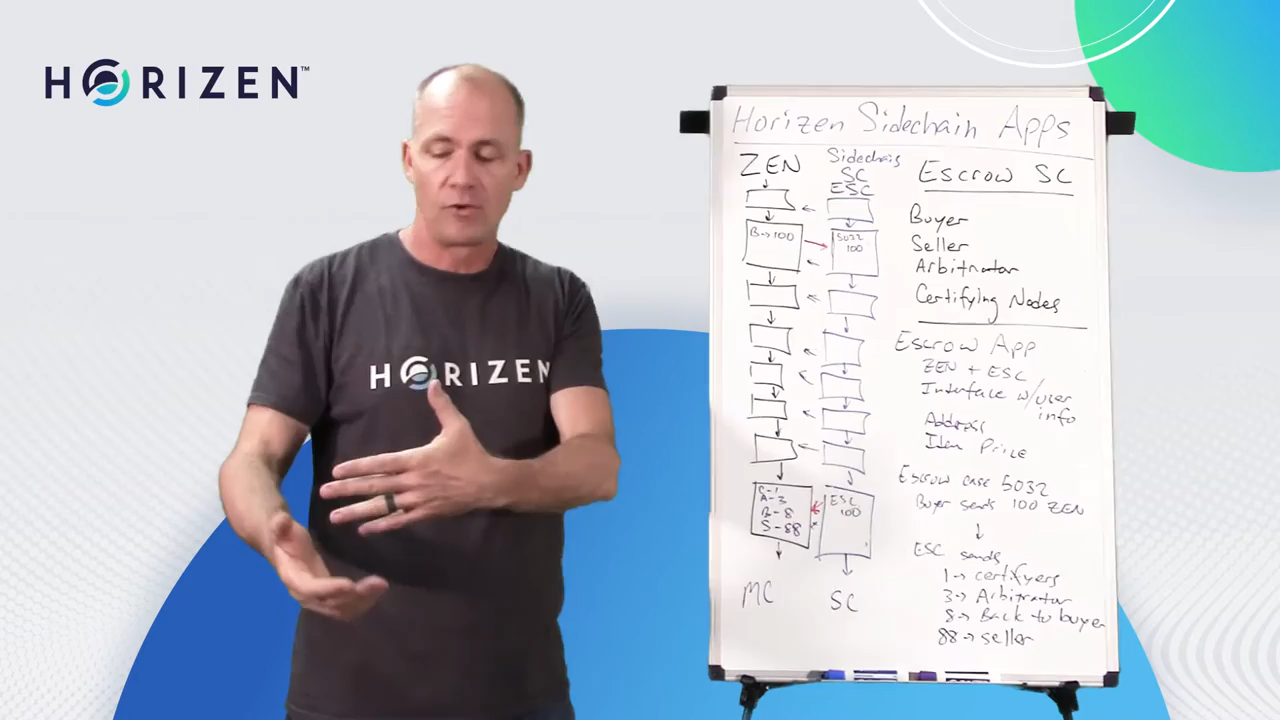 HORIZEN™
HORIZEN
Horizen Sidechain Apps
ZEN
Sidechains
SC
ESC
B→100
5032
100
C-1
A-3
B-8
S-88
ESC
100
MC
SC
Escrow SC
Buyer
Seller
Arbitrator
Certifying Nodes
Escrow App
ZEN + ESC
Interface w/user
info
Address
Item Price
Escrow case 5032
Buyer sends 100 ZEN
ESC sends
1→ certifyers
3→ Arbitrator
8→ Back to buyer
88→ seller